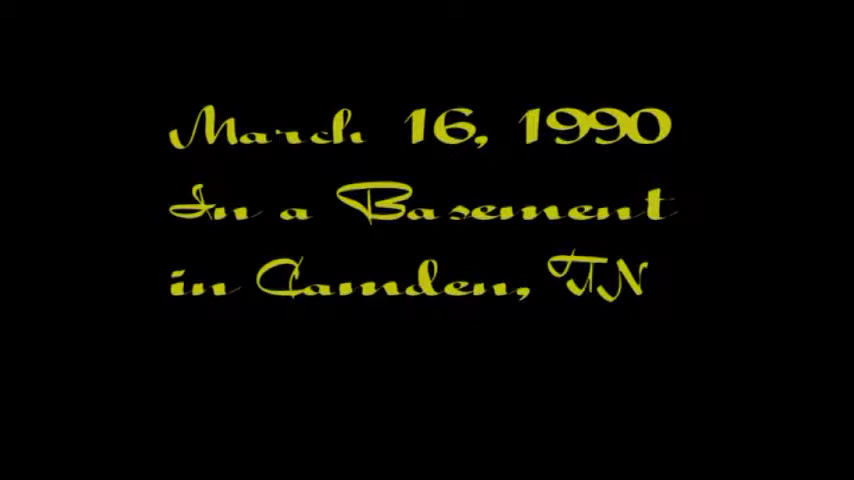 March 16, 1990
In a Basement
in Camden, TN